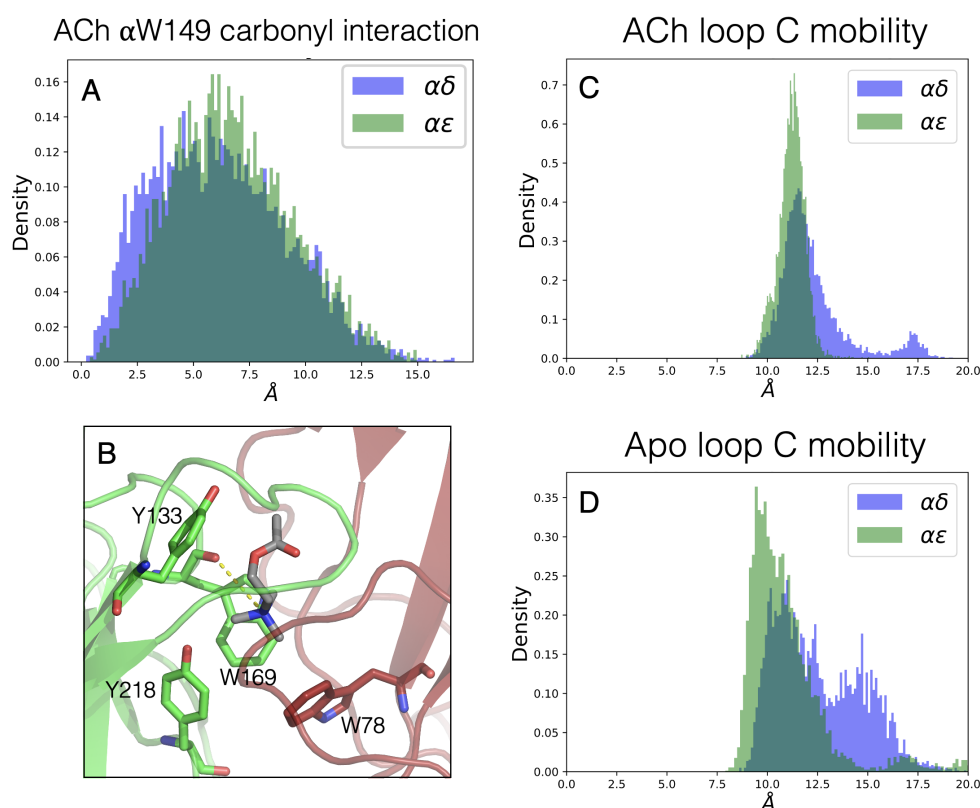 ACh αW149 carbonyl interaction
A
αδ
αε
0.16
0.14
0.12
0.10
0.08
0.06
0.04
0.02
0.00
Density
0.0 2.5 5.0 7.5 10.0 12.5 15.0
Å
ACh loop C mobility
C
αδ
αε
0.7
0.6
0.5
0.4
0.3
0.2
0.1
0.0
Density
0.0 2.5 5.0 7.5 10.0 12.5 15.0 17.5 20.0
Å
B
Y133
W169
Y218
W78
Apo loop C mobility
D
αδ
αε
0.35
0.30
0.25
0.20
0.15
0.10
0.05
0.00
Density
0.0 2.5 5.0 7.5 10.0 12.5 15.0 17.5 20.0
Å